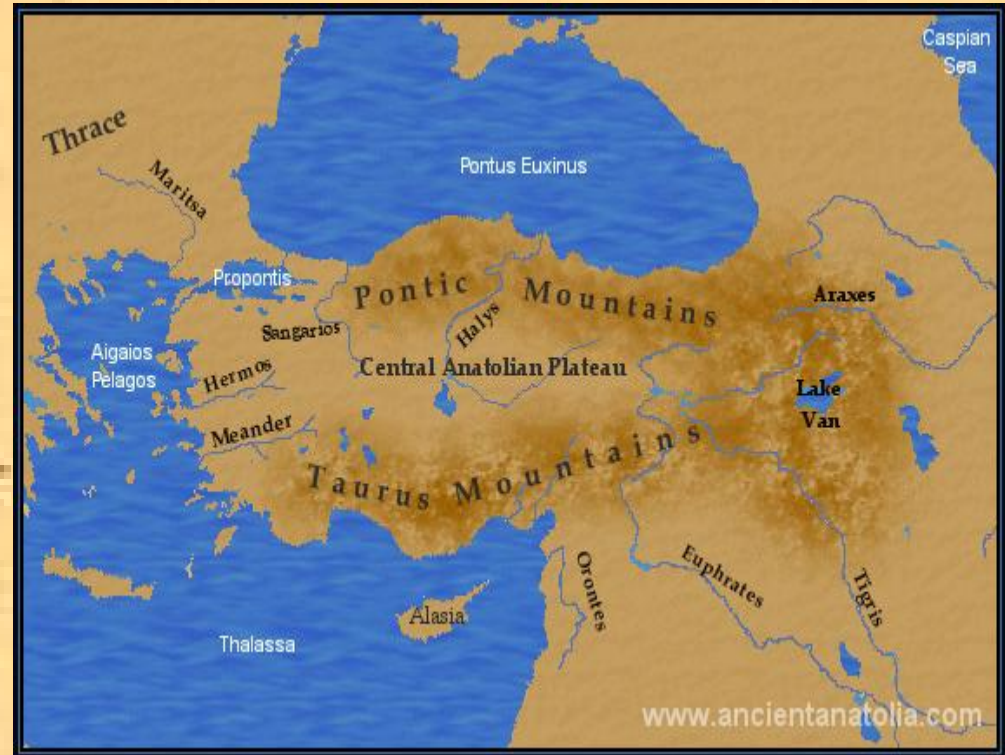 Caspian
Sea
Thrace
Pontus Euxinus
Maritsa
Propontis
Pontic Mountains
Araxes
Sangarios
Halys
Aigaios
Pelagos
Central Anatolian Plateau
Hermos
Lake
Van
Meander
Taurus Mountains
Orontes
Euphrates
Tigris
Alasia
Thalassa
www.ancientanatolia.com